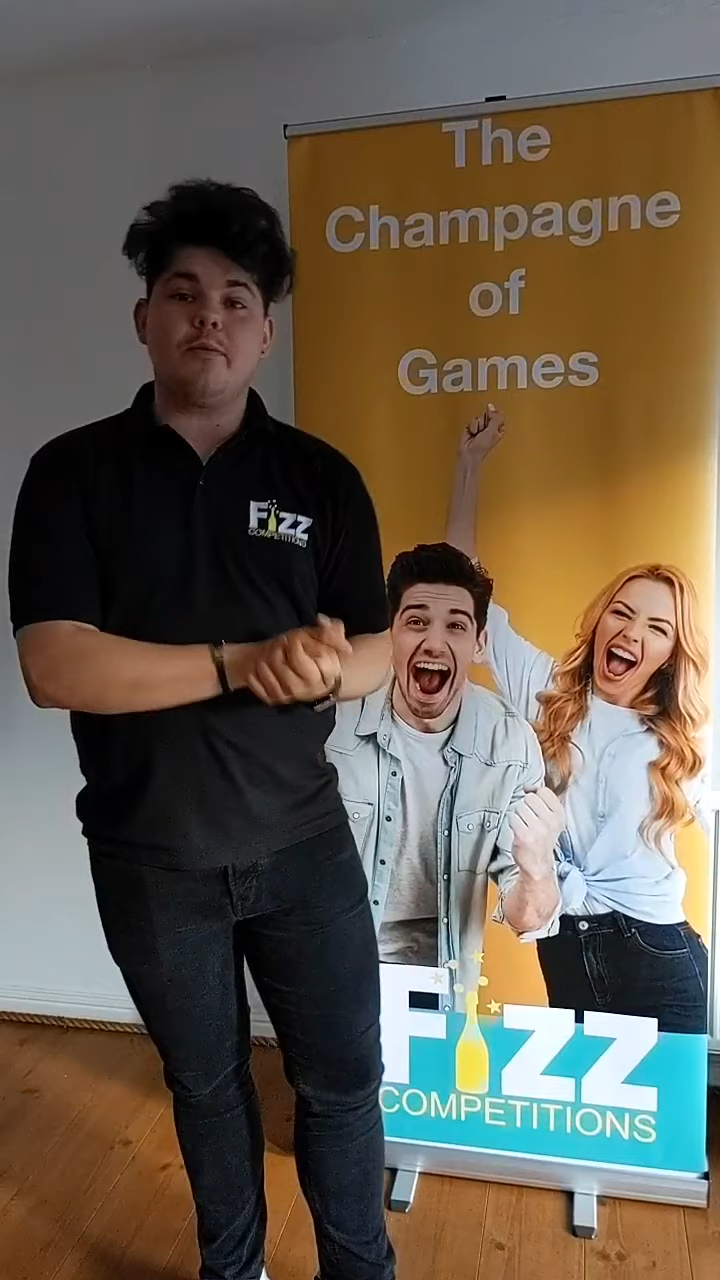 The
Champagne
of
Games
FiZZ
COMPETITIONS
FiZZ
COMPETITIONS